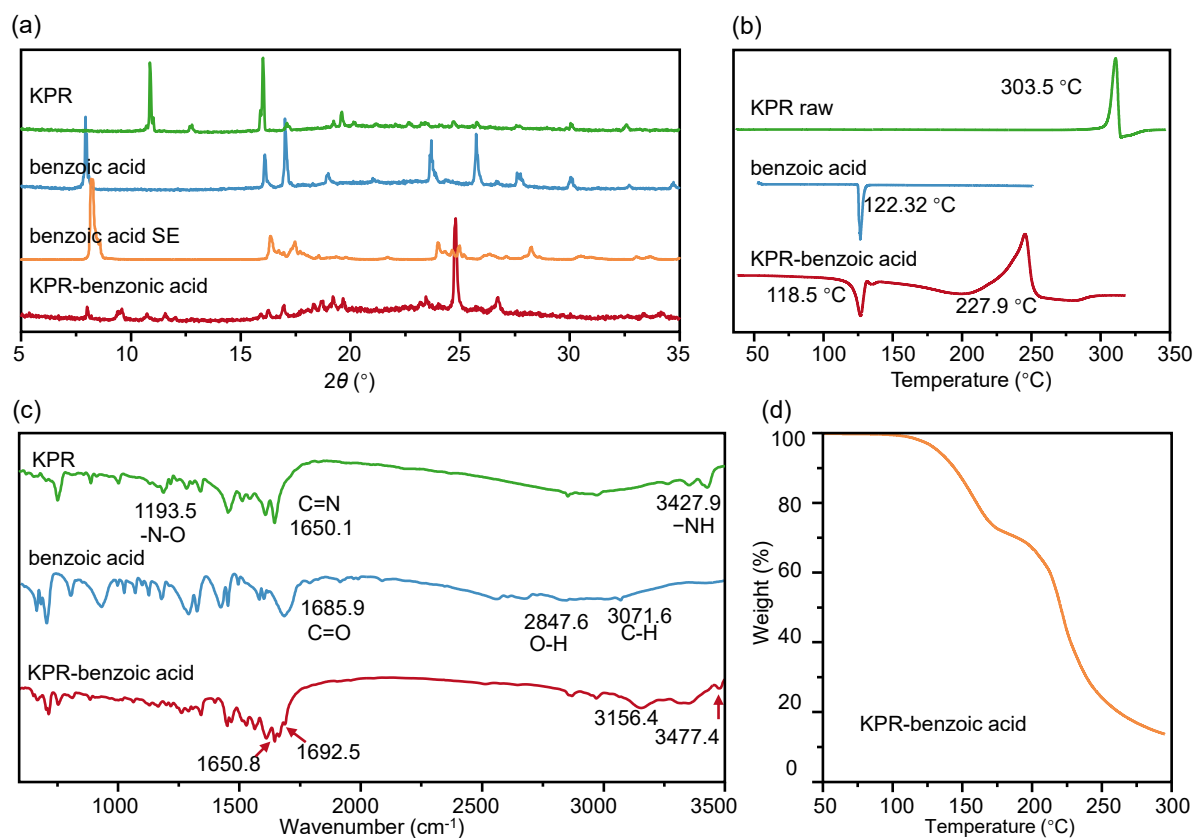 (a)
KPR
benzoic acid
benzoic acid SE
KPR-benzonic acid
5 10 15 20 25 30 35
2θ (°)
(b)
303.5 °C
KPR raw
benzoic acid
122.32 °C
KPR-benzoic acid
118.5 °C
227.9 °C
50 100 150 200 250 300 350
Temperature (°C)
(c)
KPR
1193.5
-N-O
C=N
1650.1
3427.9
−NH
benzoic acid
1685.9
C=O
2847.6
O-H
3071.6
C-H
KPR-benzoic acid
3156.4
3477.4
1692.5
1650.8
1000 1500 2000 2500 3000 3500
Wavenumber (cm-1)
(d)
100
80
60
40
20
0
Weight (%)
KPR-benzoic acid
50 100 150 200 250 300
Temperature (°C)